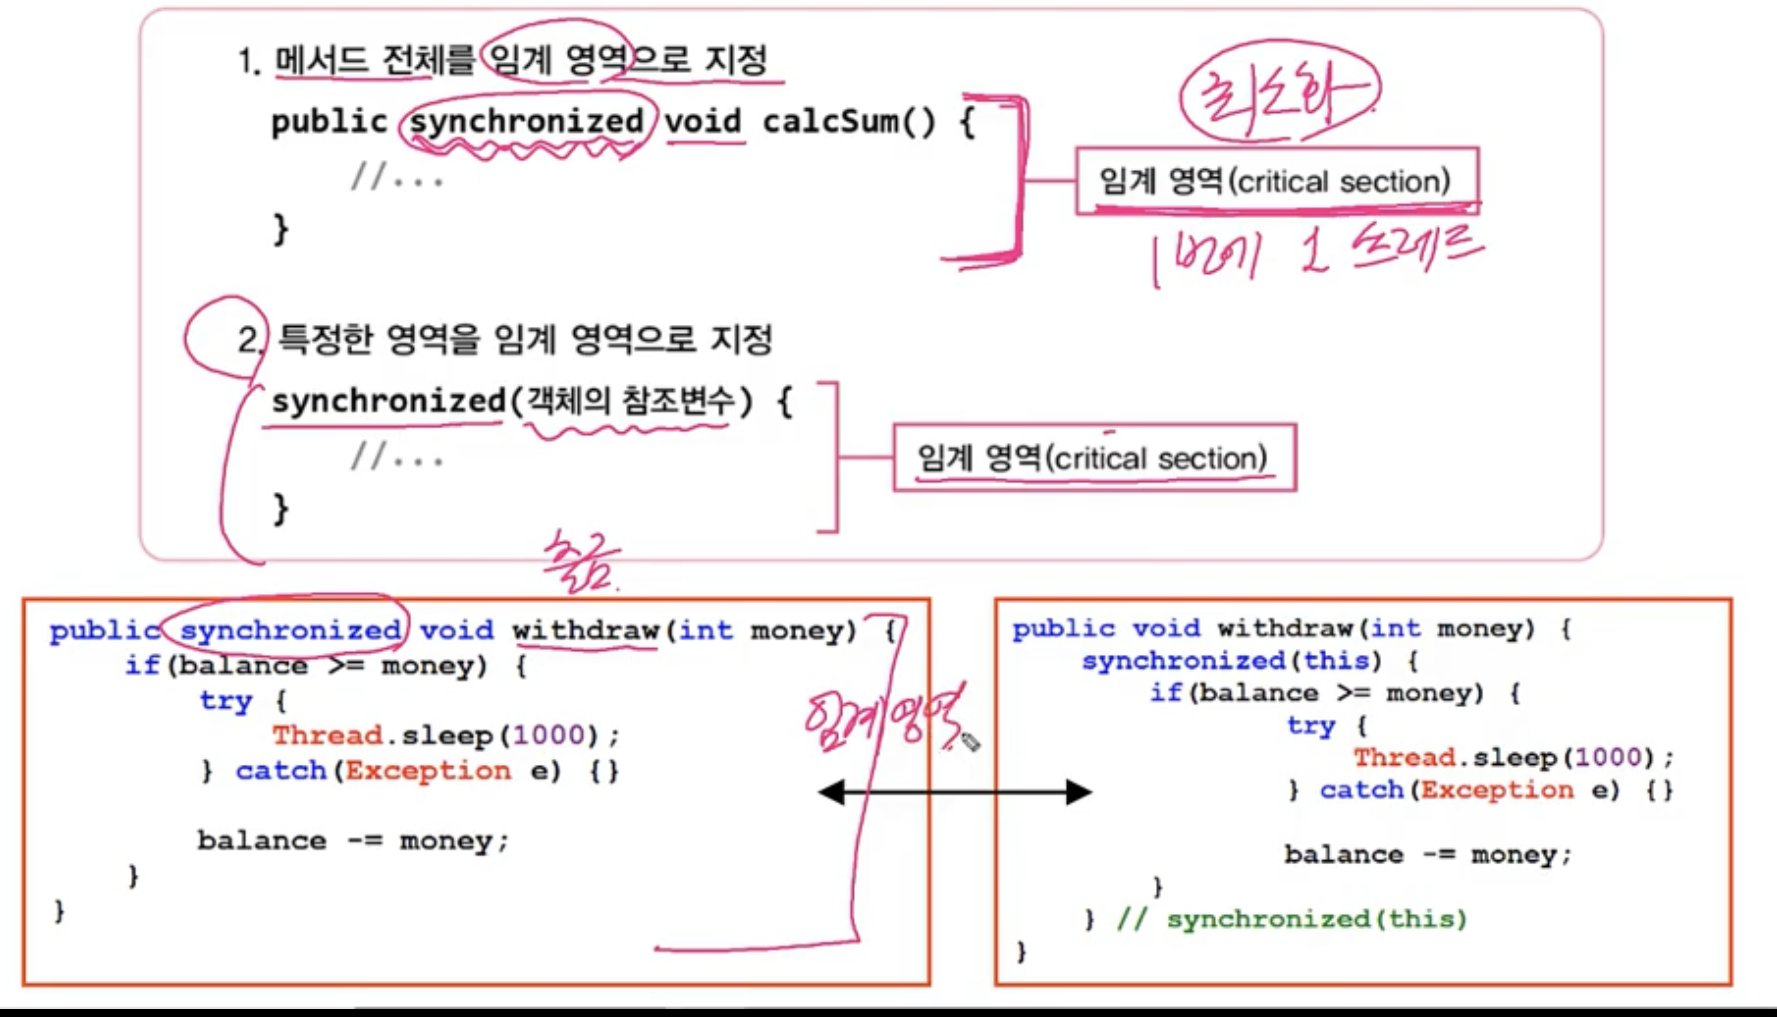 1. 메서드 전체를 임계 영역으로 지정
최소화
public synchronized void calcSum() {
//...
}
임계 영역(critical section)
1번에 1 쓰레드
2. 특정한 영역을 임계 영역으로 지정
synchronized(객체의 참조변수) {
//...
}
임계 영역(critical section)
출금
public synchronized void withdraw(int money) {
if(balance >= money) {
try {
Thread.sleep(1000);
} catch(Exception e) {}
balance -= money;
}
}
임계영역
public void withdraw(int money) {
synchronized(this) {
if(balance >= money) {
try {
Thread.sleep(1000);
} catch(Exception e) {}
balance -= money;
}
} // synchronized(this)
}